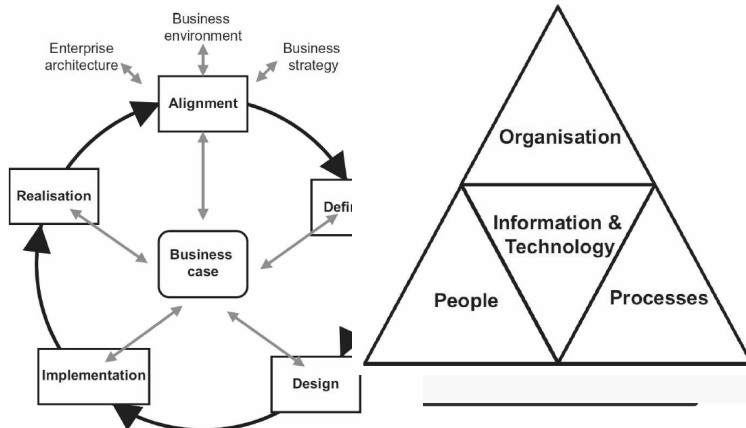 Business
environment
Enterprise
architecture
Business
strategy
Alignment
Realisation
Business
case
Implementation
Design
Organisation
Information &
Technology
People
Processes